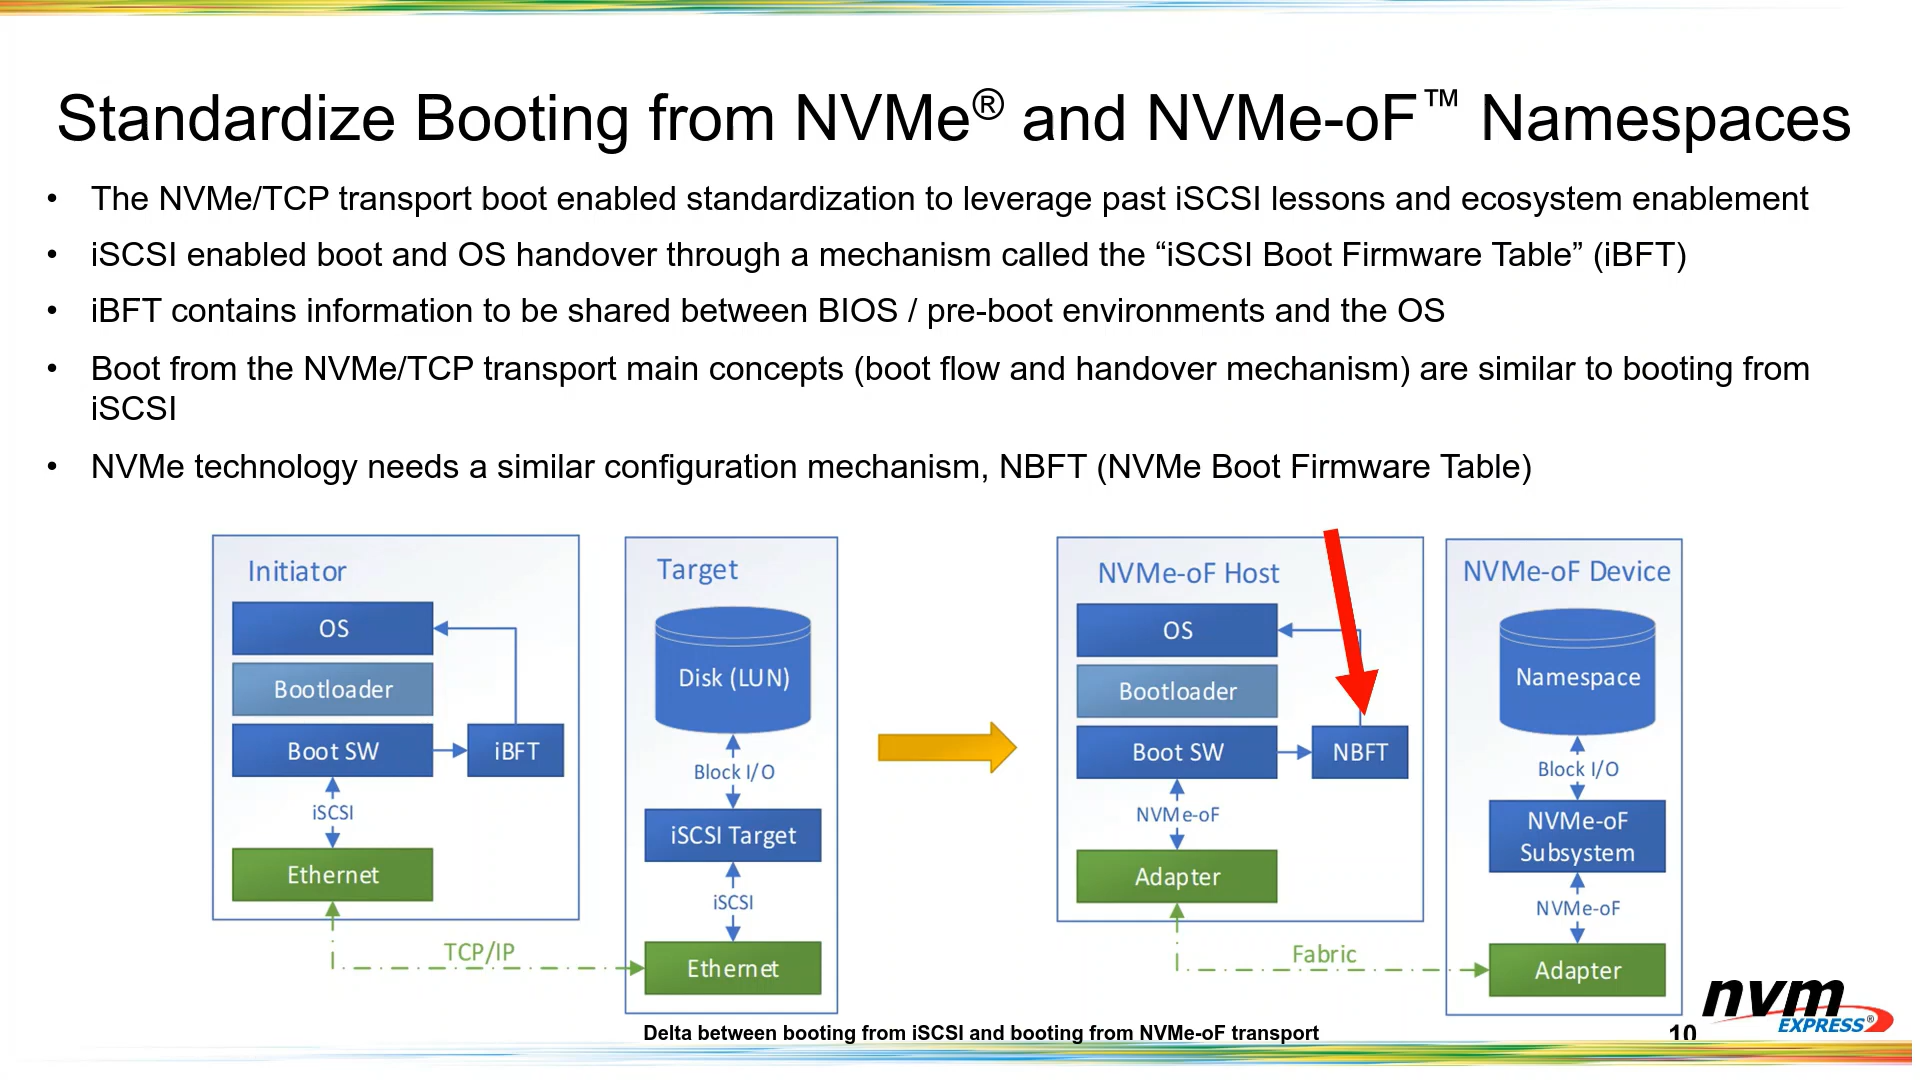 Standardize Booting from NVMe® and NVMe-oF™ Namespaces
• The NVMe/TCP transport boot enabled standardization to leverage past iSCSI lessons and ecosystem enablement
• iSCSI enabled boot and OS handover through a mechanism called the “iSCSI Boot Firmware Table” (iBFT)
• iBFT contains information to be shared between BIOS / pre-boot environments and the OS
• Boot from the NVMe/TCP transport main concepts (boot flow and handover mechanism) are similar to booting from
iSCSI
• NVMe technology needs a similar configuration mechanism, NBFT (NVMe Boot Firmware Table)
Initiator
OS
Bootloader
Boot SW
iBFT
iSCSI
Ethernet
TCP/IP
Target
Disk (LUN)
Block I/O
iSCSI Target
iSCSI
Ethernet
NVMe-oF Host
OS
Bootloader
Boot SW
NBFT
NVMe-oF
Adapter
Fabric
NVMe-oF Device
Namespace
Block I/O
NVMe-oF
Subsystem
NVMe-oF
Adapter
Delta between booting from iSCSI and booting from NVMe-oF transport
10
nvm
EXPRESS®